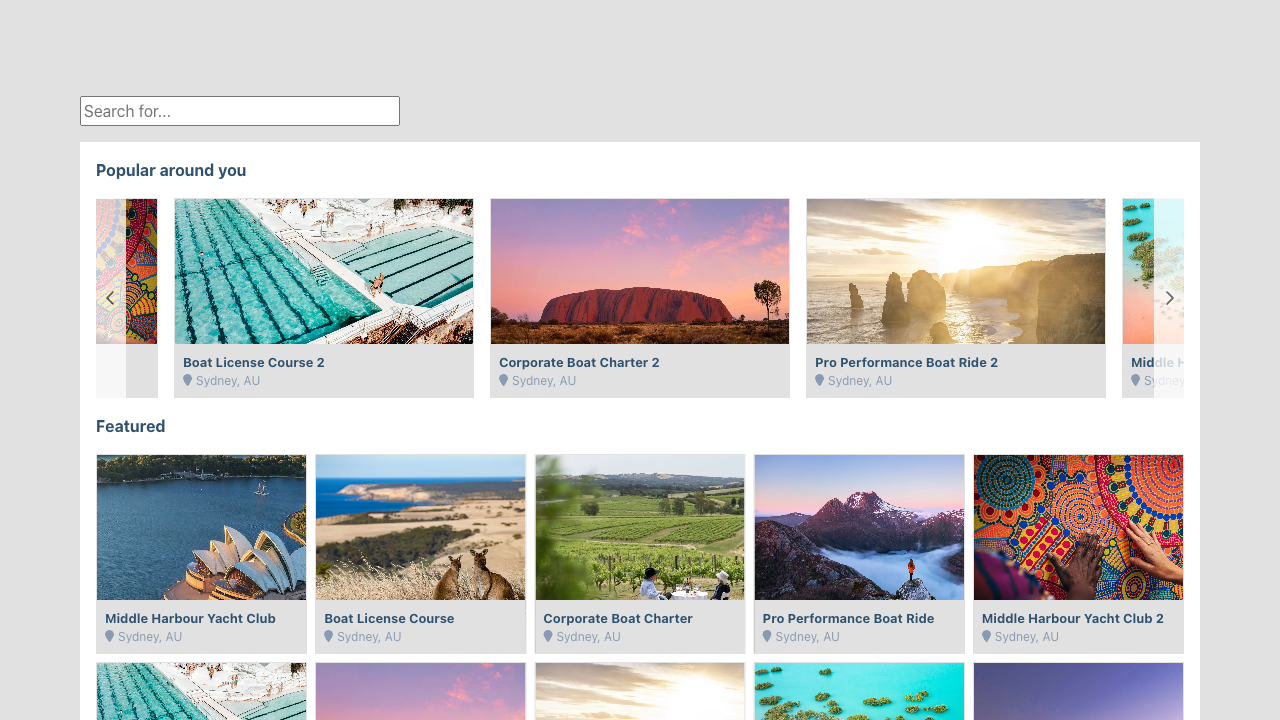 Search for...
Popular around you
Boat License Course 2
Sydney, AU
Corporate Boat Charter 2
Sydney, AU
Pro Performance Boat Ride 2
Sydney, AU
Middle H
Sydney
Featured
Middle Harbour Yacht Club
Sydney, AU
Boat License Course
Sydney, AU
Corporate Boat Charter
Sydney, AU
Pro Performance Boat Ride
Sydney, AU
Middle Harbour Yacht Club 2
Sydney, AU